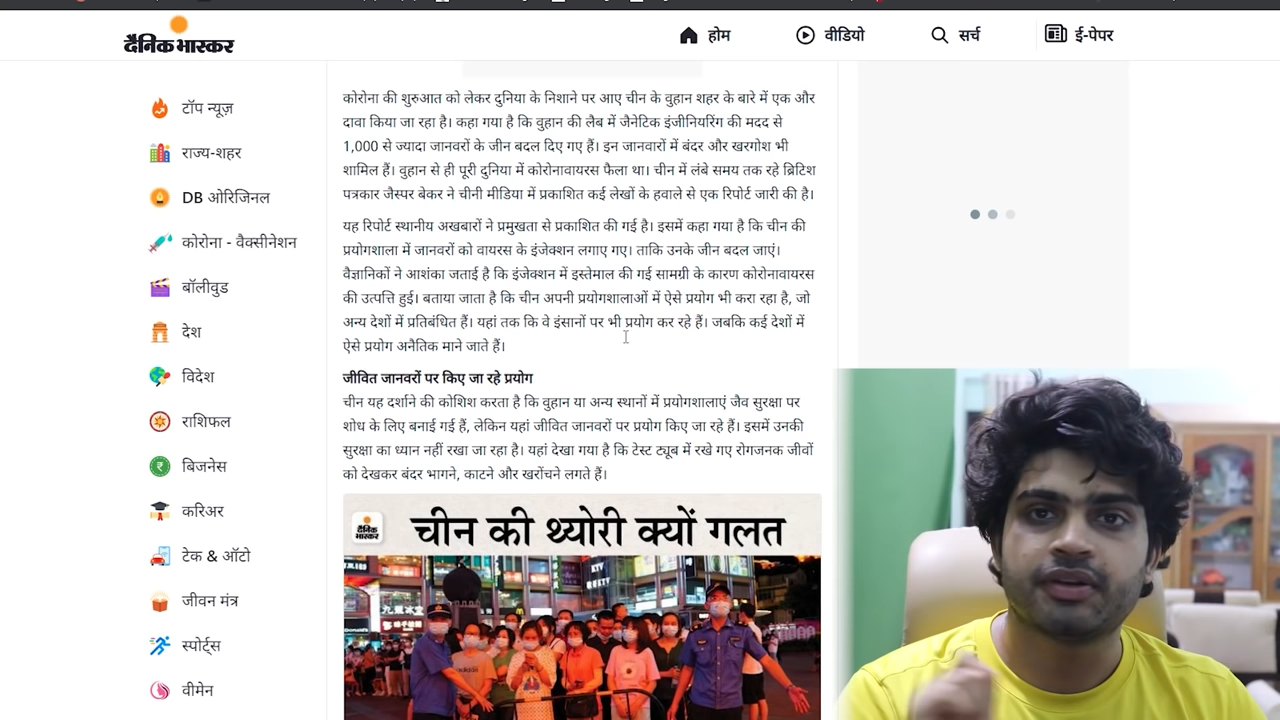 दैनिक भास्कर
होम
वीडियो
सर्च
ई-पेपर
टॉप न्यूज़
राज्य-शहर
DB ओरिजिनल
कोरोना - वैक्सीनेशन
बॉलीवुड
देश
विदेश
राशिफल
बिजनेस
करिअर
टेक & ऑटो
जीवन मंत्र
स्पोर्ट्स
वीमेन
कोरोना की शुरुआत को लेकर दुनिया के निशाने पर आए चीन के वुहान शहर के बारे में एक और
दावा किया जा रहा है। कहा गया है कि वुहान की लैब में जैनेटिक इंजीनियरिंग की मदद से
1,000 से ज्यादा जानवरों के जीन बदल दिए गए हैं। इन जानवारों में बंदर और खरगोश भी
शामिल हैं। वुहान से ही पूरी दुनिया में कोरोनावायरस फैला था। चीन में लंबे समय तक रहे ब्रिटिश
पत्रकार जैस्पर बेकर ने चीनी मीडिया में प्रकाशित कई लेखों के हवाले से एक रिपोर्ट जारी की है।
यह रिपोर्ट स्थानीय अखबारों ने प्रमुखता से प्रकाशित की गई है। इसमें कहा गया है कि चीन की
प्रयोगशाला में जानवरों को वायरस के इंजेक्शन लगाए गए। ताकि उनके जीन बदल जाएं।
वैज्ञानिकों ने आशंका जताई है कि इंजेक्शन में इस्तेमाल की गई सामग्री के कारण कोरोनावायरस
की उत्पत्ति हुई। बताया जाता है कि चीन अपनी प्रयोगशालाओं में ऐसे प्रयोग भी करा रहा है, जो
अन्य देशों में प्रतिबंधित हैं। यहां तक कि वे इंसानों पर भी प्रयोग कर रहे हैं। जबकि कई देशों में
ऐसे प्रयोग अनैतिक माने जाते हैं।
जीवित जानवरों पर किए जा रहे प्रयोग
चीन यह दर्शाने की कोशिश करता है कि वुहान या अन्य स्थानों में प्रयोगशालाएं जैव सुरक्षा पर
शोध के लिए बनाई गई हैं, लेकिन यहां जीवित जानवरों पर प्रयोग किए जा रहे हैं। इसमें उनकी
सुरक्षा का ध्यान नहीं रखा जा रहा है। यहां देखा गया है कि टेस्ट ट्यूब में रखे गए रोगजनक जीवों
को देखकर बंदर भागने, काटने और खरोंचने लगते हैं।
दैनिक भास्कर
चीन की थ्योरी क्यों गलत